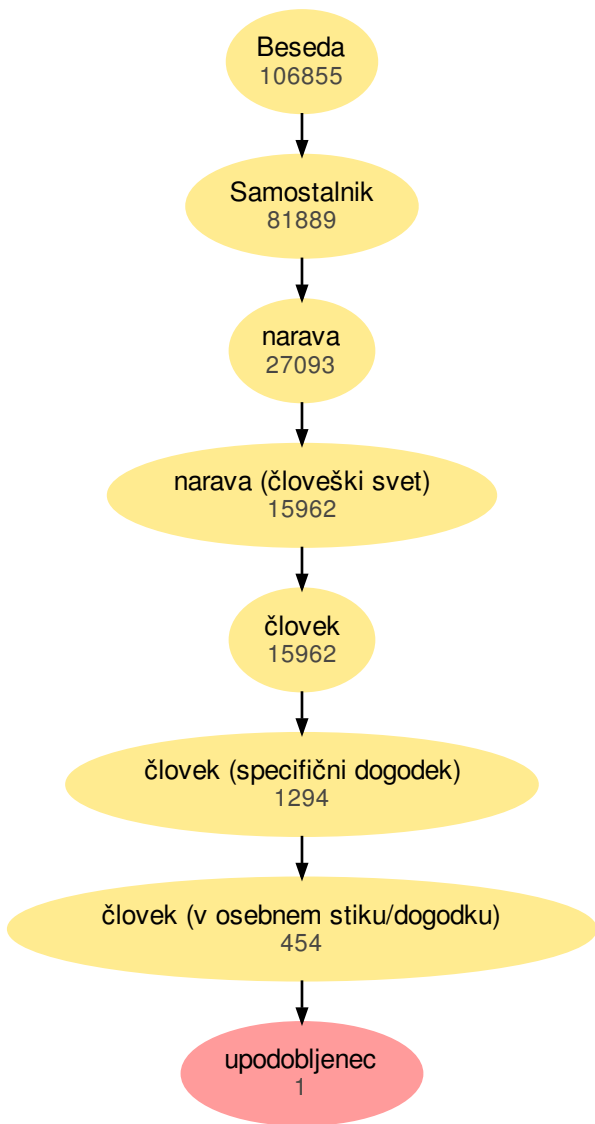 Beseda
106855
Samostalnik
81889
narava
27093
narava (človeški svet)
15962
človek
15962
človek (specifični dogodek)
1294
človek (v osebnem stiku/dogodku)
454
upodobljenec
1